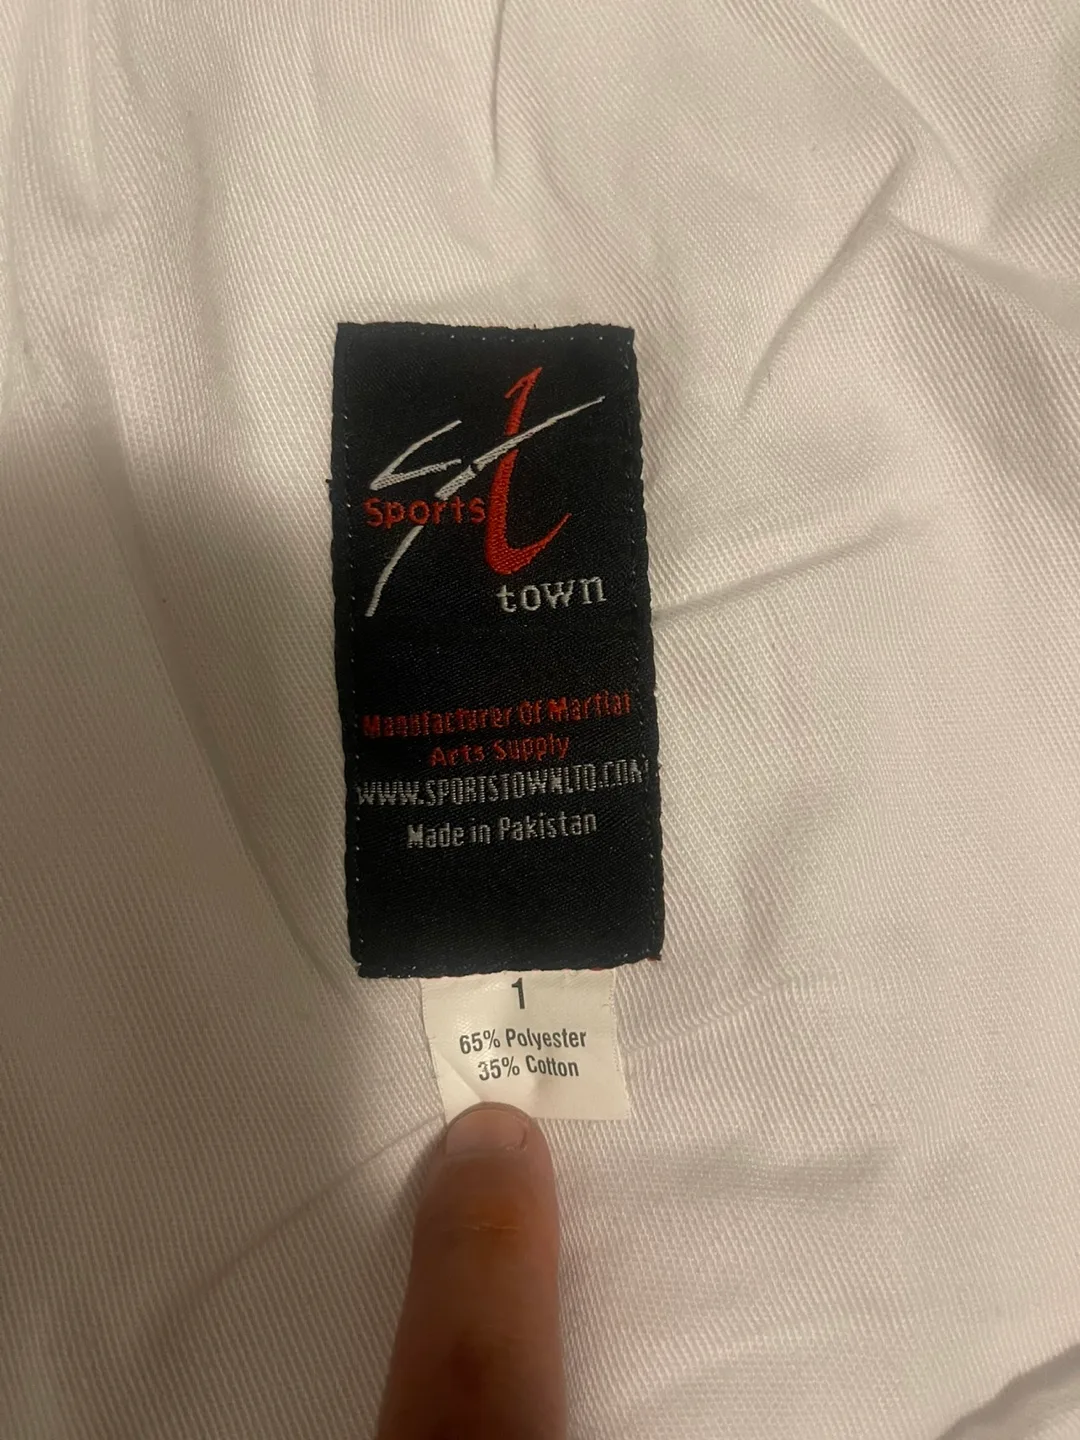 Sports
town
Manufacturer Of Martial
Arts Supply
WWW.SPORTSTOWNLTD.COM
Made in Pakistan
1
65% Polyester
35% Cotton